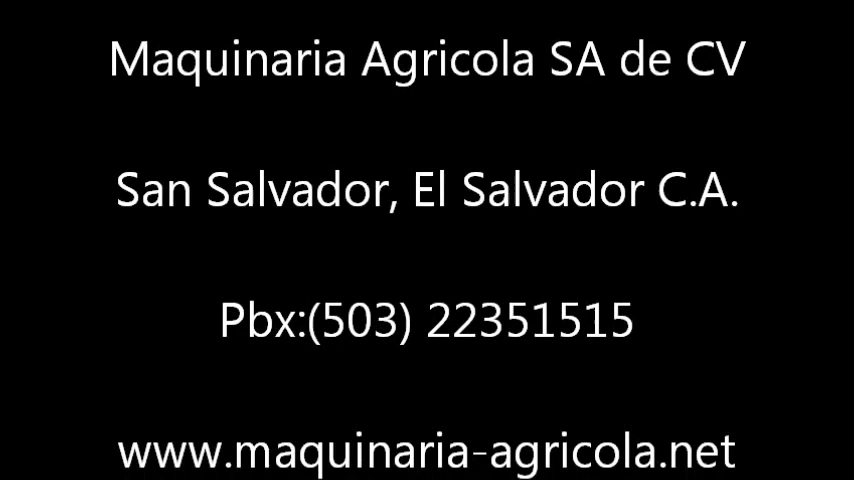 Maquinaria Agricola SA de CV
San Salvador, El Salvador C.A.
Pbx:(503) 22351515
www.maquinaria-agricola.net